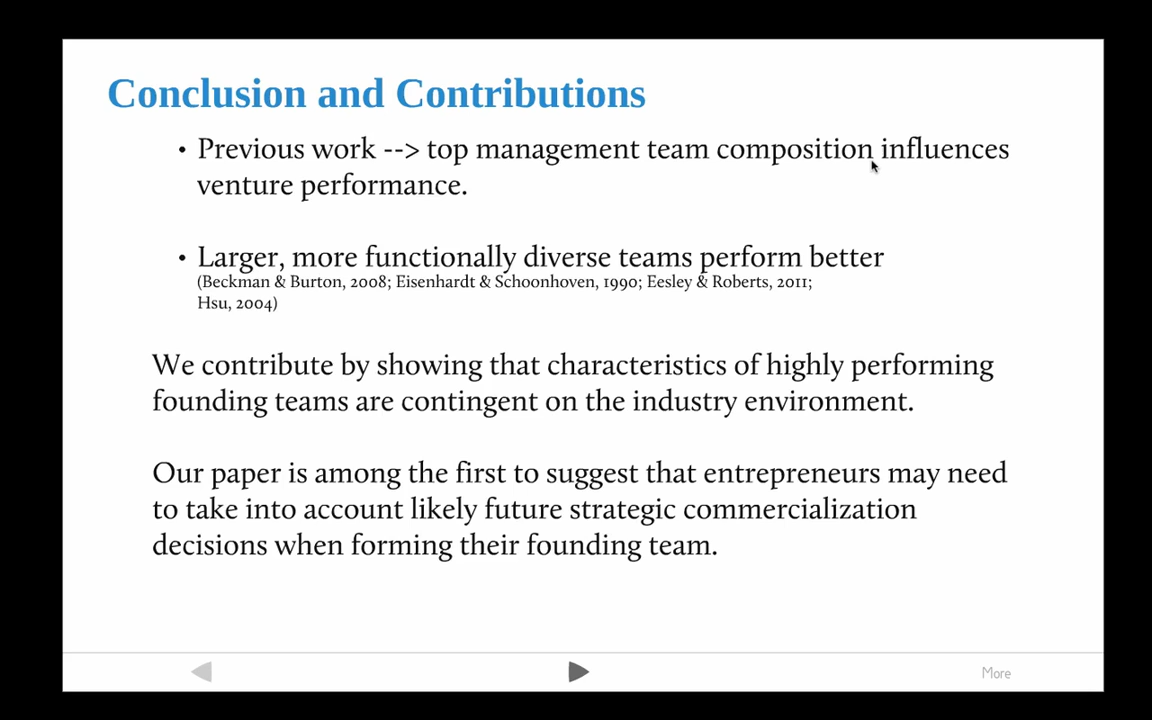 Conclusion and Contributions
• Previous work --> top management team composition influences
venture performance.
• Larger, more functionally diverse teams perform better
(Beckman & Burton, 2008; Eisenhardt & Schoonhoven, 1990; Eesley & Roberts, 2011;
Hsu, 2004)
We contribute by showing that characteristics of highly performing
founding teams are contingent on the industry environment.
Our paper is among the first to suggest that entrepreneurs may need
to take into account likely future strategic commercialization
decisions when forming their founding team.
More